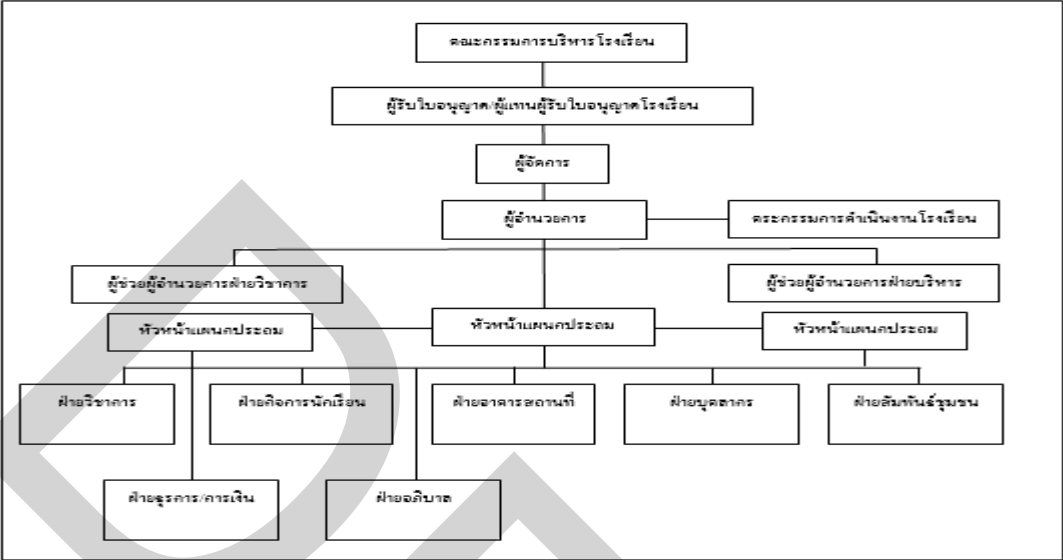 คณะกรรมการบริหารโรงเรียน
ผู้รับใบอนุญาต/ผู้แทนผู้รับใบอนุญาตโรงเรียน
ผู้จัดการ
ผู้อำนวยการ
ตระกรรมการดำเนินงานโรงเรียน
ผู้ช่วยผู้อำนวยการฝ่ายวิชาการ
ผู้ช่วยผู้อำนวยการฝ่ายบริหาร
หัวหน้าแผนกประถม
หัวหน้าแผนกประถม
หัวหน้าแผนกประถม
ฝ่ายวิชาการ
ฝ่ายกิจการนักเรียน
ฝ่ายอาคารสถานที่
ฝ่ายบุคลากร
ฝ่ายสัมพันธ์ชุมชน
ฝ่ายธุรการ/การเงิน
ฝ่ายอภิบาล